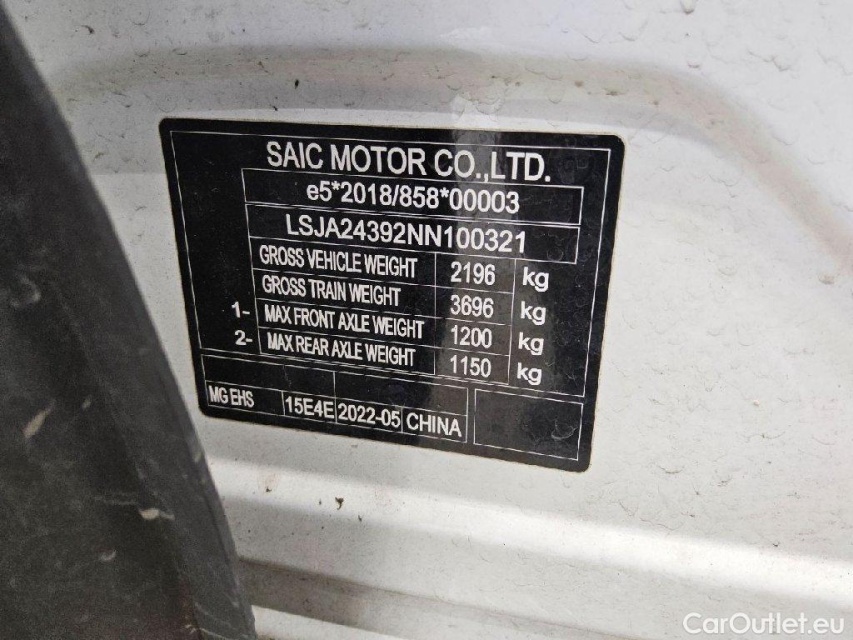 SAIC MOTOR CO.,LTD.
e5*2018/858*00003
LSJA24392NN100321
GROSS VEHICLE WEIGHT 2196 kg
GROSS TRAIN WEIGHT 3696 kg
1- MAX FRONT AXLE WEIGHT 1200 kg
2- MAX REAR AXLE WEIGHT 1150 kg
MG EHS 15E4E 2022-05 CHINA
CarOutlet.eu